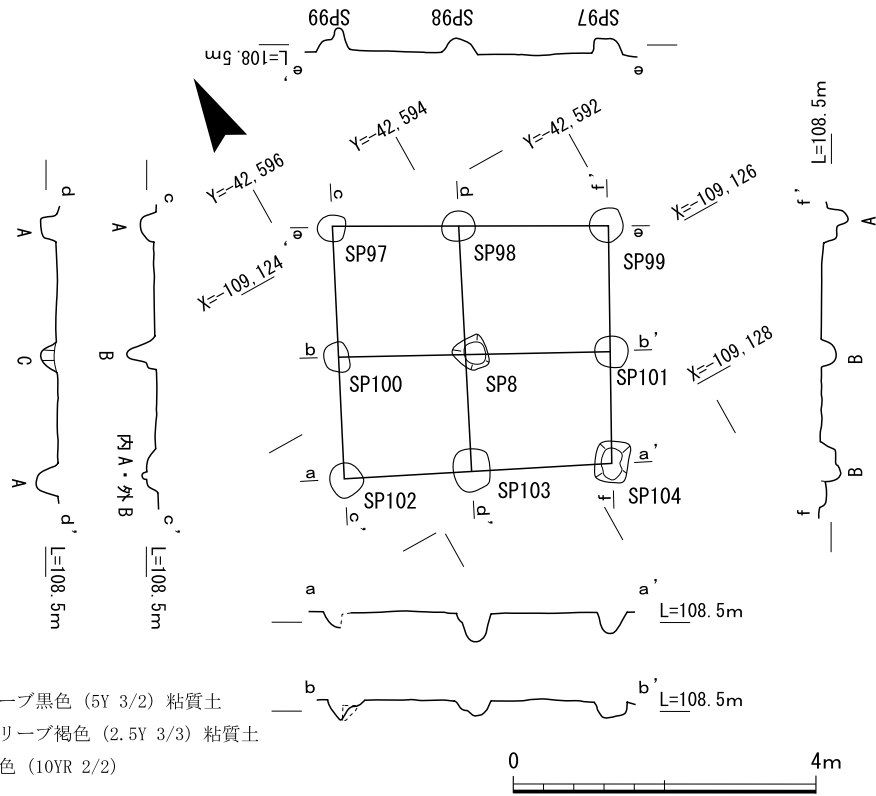 SP99
SP98
SP97
L=108.5m
e'
e
Y=-42,594
Y=-42,592
Y=-42,596
X=-109,126
X=-109,124
X=-109,128
L=108.5m
d
c
f'
A
A
A
c
d
f'
e'
e
SP97
SP98
SP99
C
B
B
b
b'
SP100
SP8
SP101
A
内A・外B
B
a
a'
SP102
SP103
SP104
f
c'
d'
d'
c'
f
L=108.5m
L=108.5m
a
a'
L=108.5m
b
b'
L=108.5m
ーブ黒色 (5Y 3/2) 粘質土
リーブ褐色 (2.5Y 3/3) 粘質土
色 (10YR 2/2)
0
4m